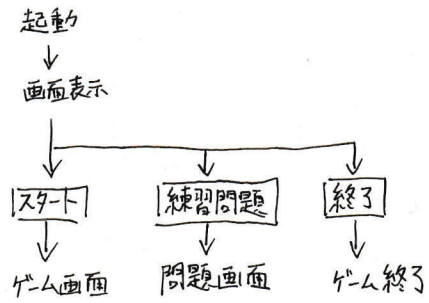 起動
画面表示
スタート
練習問題
終了
ゲーム画面
問題画面
ゲーム終了